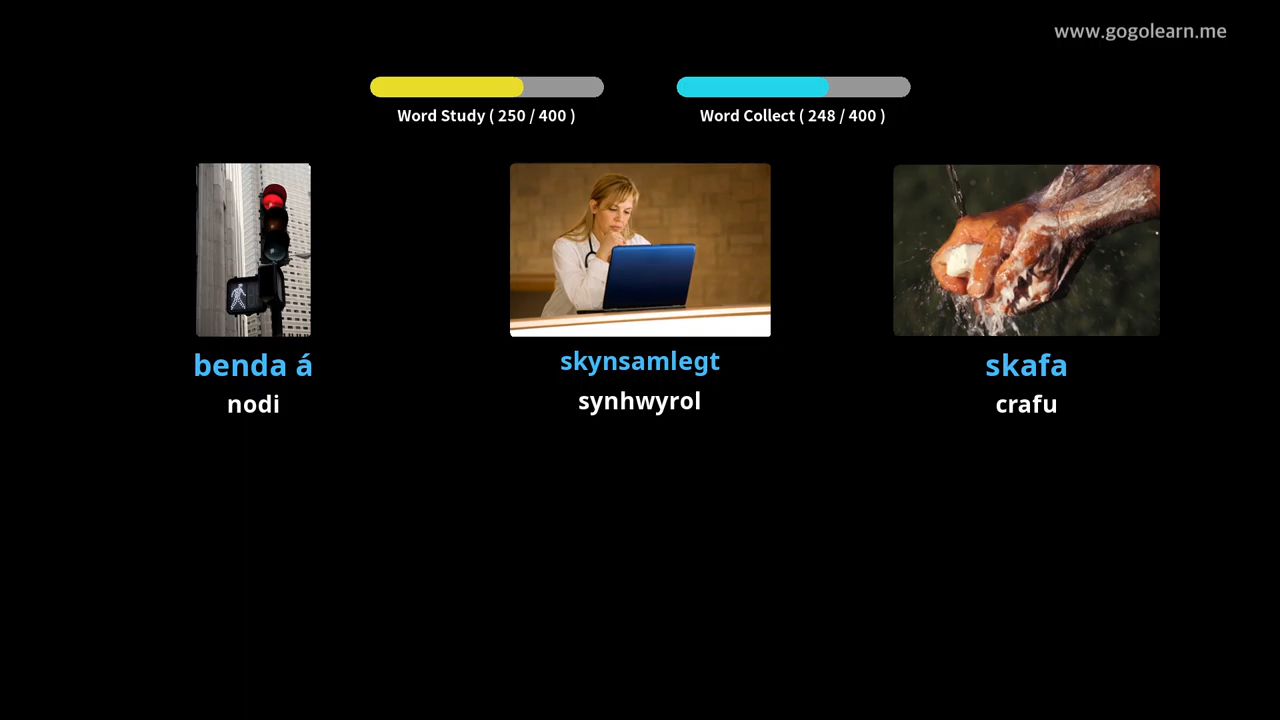 www.gogolearn.me
Word Study ( 250 / 400 )
Word Collect ( 248 / 400 )
benda á
nodi
skynsamlegt
synhwyrol
skafa
crafu